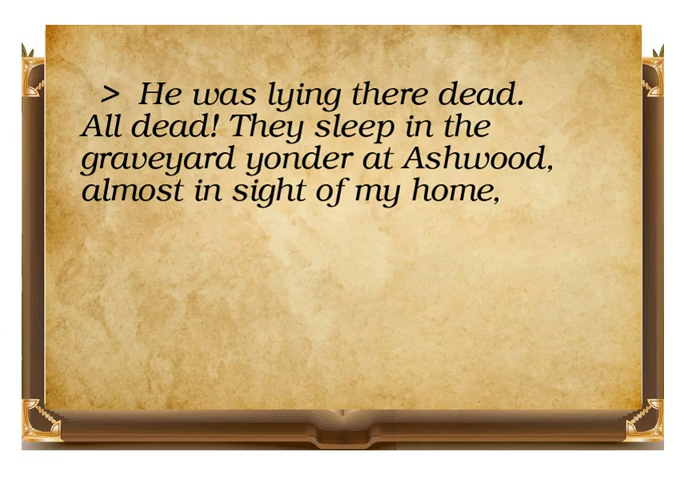 > He was lying there dead.
All dead! They sleep in the
graveyard yonder at Ashwood,
almost in sight of my home,